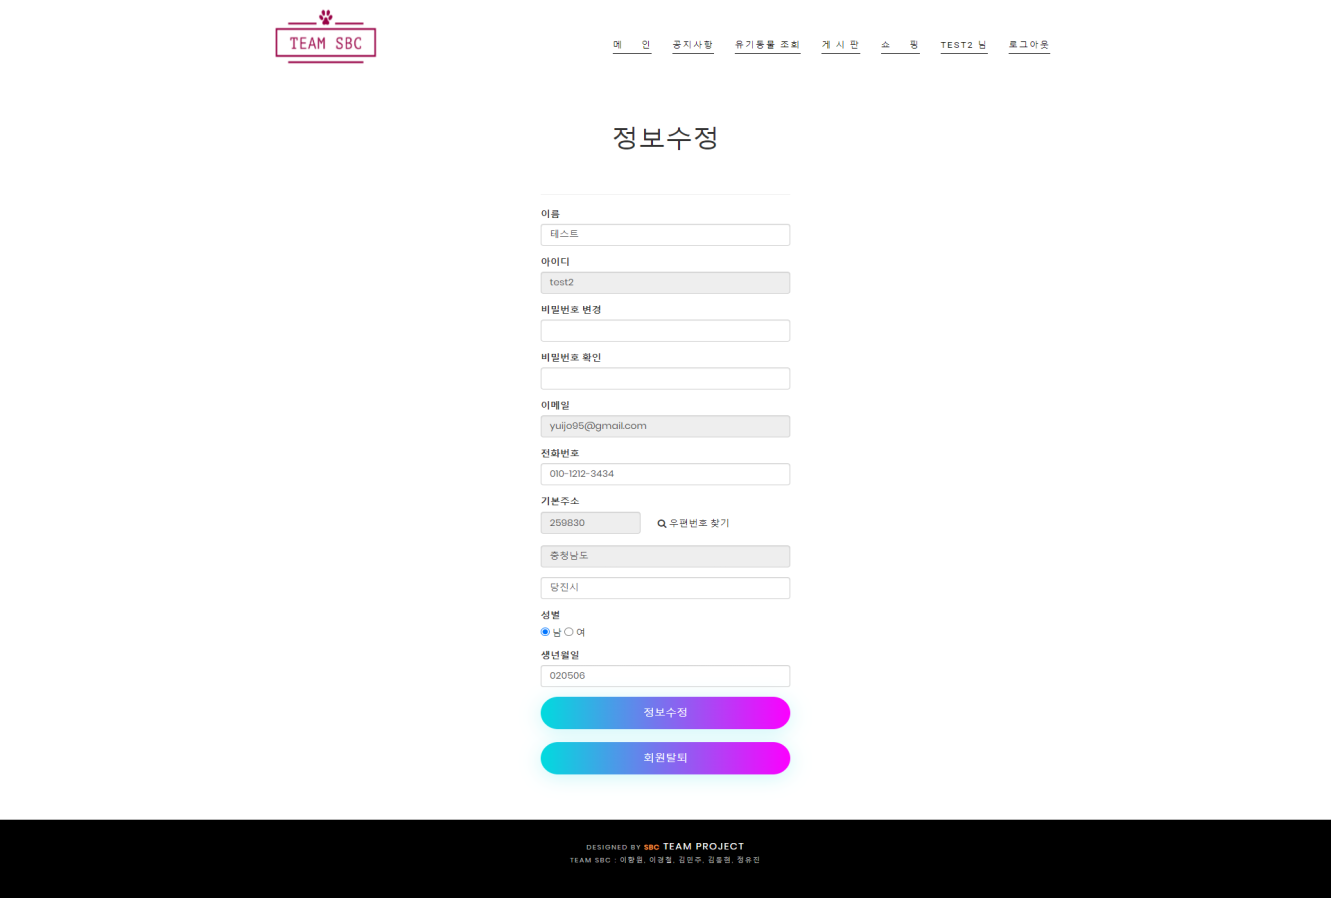 TEAM SBC
메 인 공지사항 유기동물 조회 게 시 판 쇼 핑 TEST2 님 로그아웃
정보수정
이름
테스트
아이디
test2
비밀번호 변경
비밀번호 확인
이메일
yuijo95@gmail.com
전화번호
010-1212-3434
기본주소
259830 우편번호 찾기
충청남도
당진시
성별
남 여
생년월일
020506
정보수정
회원탈퇴
DESIGNED BY SBC TEAM PROJECT
TEAM SBC : 이향원, 이경철, 김민주, 김동현, 정유진